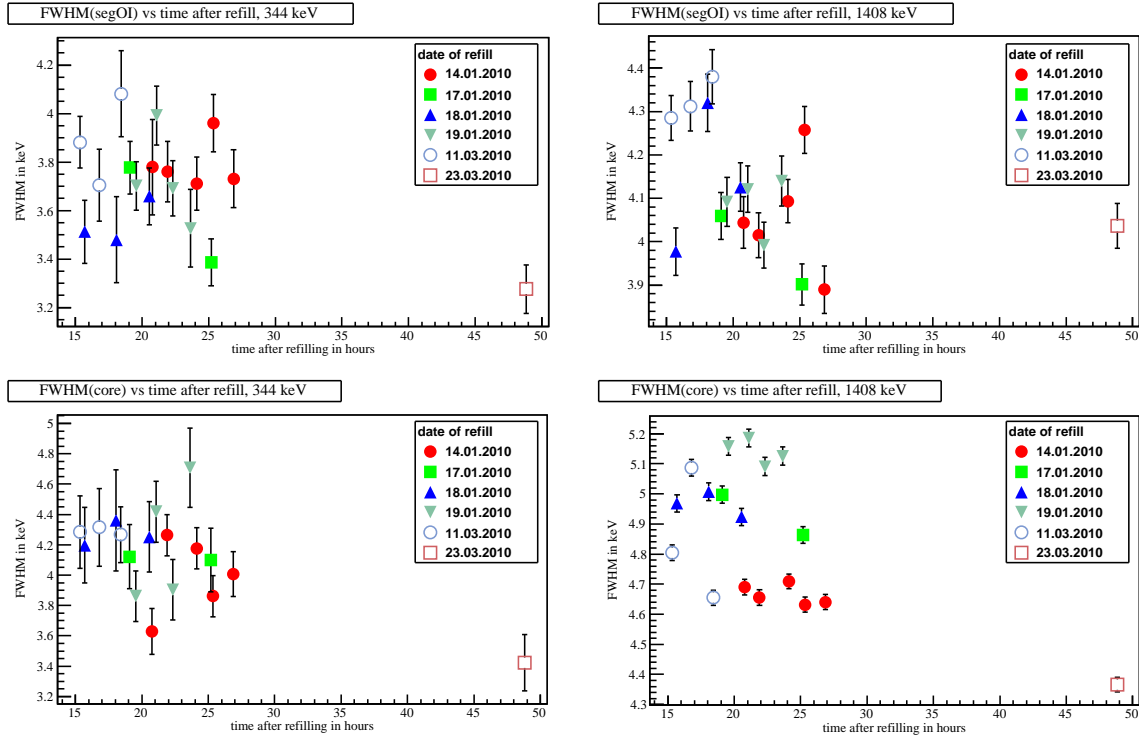 FWHM(segOI) vs time after refill, 344 keV
FWHM in keV
4.2
4
3.8
3.6
3.4
3.2
15 20 25 30 35 40 45 50
time after refilling in hours
date of refill
14.01.2010
17.01.2010
18.01.2010
19.01.2010
11.03.2010
23.03.2010
FWHM(segOI) vs time after refill, 1408 keV
FWHM in keV
4.4
4.3
4.2
4.1
4
3.9
15 20 25 30 35 40 45 50
time after refilling in hours
date of refill
14.01.2010
17.01.2010
18.01.2010
19.01.2010
11.03.2010
23.03.2010
FWHM(core) vs time after refill, 344 keV
FWHM in keV
5
4.8
4.6
4.4
4.2
4
3.8
3.6
3.4
3.2
15 20 25 30 35 40 45 50
time after refilling in hours
date of refill
14.01.2010
17.01.2010
18.01.2010
19.01.2010
11.03.2010
23.03.2010
FWHM(core) vs time after refill, 1408 keV
FWHM in keV
5.2
5.1
5
4.9
4.8
4.7
4.6
4.5
4.4
4.3
15 20 25 30 35 40 45 50
time after refilling in hours
date of refill
14.01.2010
17.01.2010
18.01.2010
19.01.2010
11.03.2010
23.03.2010